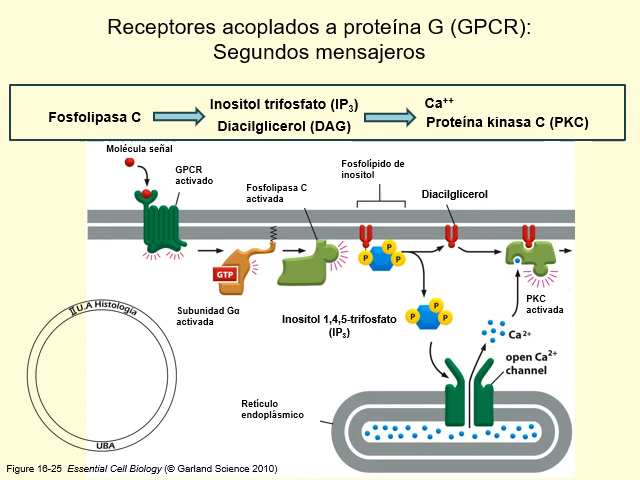 Receptores acoplados a proteína G (GPCR):
Segundos mensajeros
Fosfolipasa C
Inositol trifosfato (IP₃)
Diacilglicerol (DAG)
Ca⁺⁺
Proteína kinasa C (PKC)
Molécula señal
GPCR
activado
Fosfolipasa C
activada
Fosfolípido de
inositol
Diacilglicerol
P
P
P
GTP
Subunidad Gα
activada
Inositol 1,4,5-trifosfato
(IP₃)
P
P
P
PKC
activada
Ca²⁺
open Ca²⁺
channel
Retículo
endoplásmico
II U.A Histología
UBA
Figure 16-25 Essential Cell Biology (© Garland Science 2010)